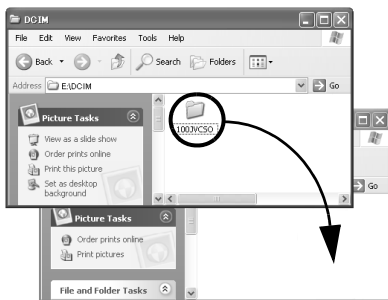 DCIM
File Edit View Favorites Tools Help
Back Search Folders
Address E:\DCIM Go
Picture Tasks
View as a slide show
Order prints online
Print this picture
Set as desktop
background
100JVCSO
Go
Picture Tasks
Order prints online
Print pictures
File and Folder Tasks